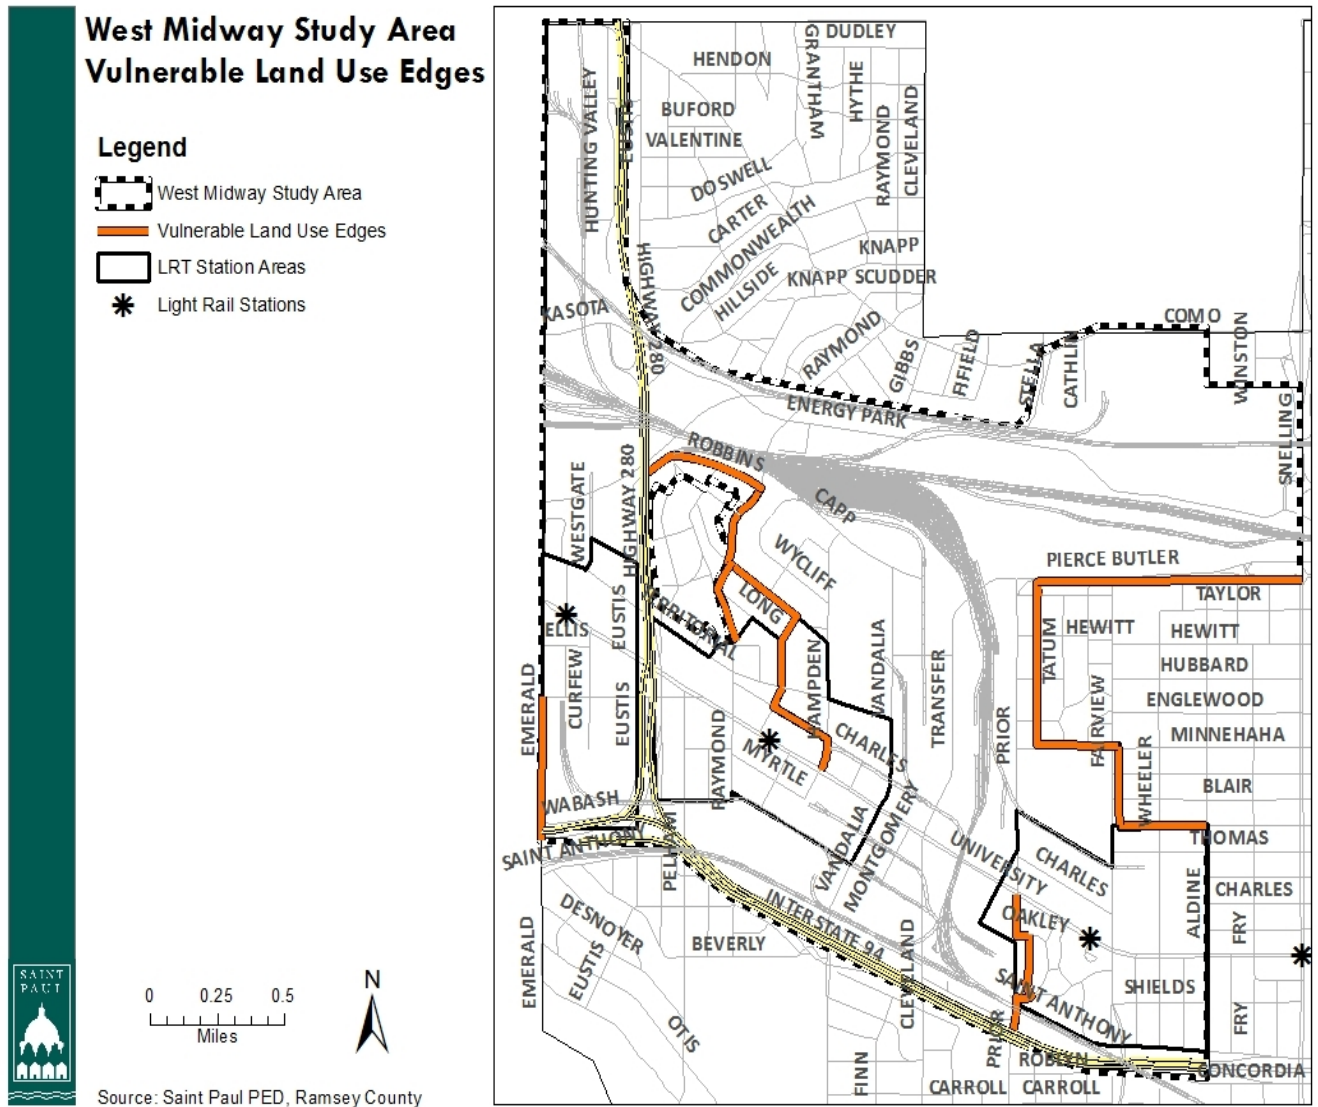 West Midway Study Area
Vulnerable Land Use Edges
Legend
West Midway Study Area
Vulnerable Land Use Edges
LRT Station Areas
Light Rail Stations
DUDLEY
HENDON
GRANTHAM
HYTHE
HUNTING VALLEY
BUFORD
RAYMOND
CLEVELAND
VALENTINE
DOSWELL
CARTER
COMMONWEALTH
KNAPP
HILLSIDE
KNAPP
SCUDDER
HIGHWAY 280
KASOTA
COMO
RAYMOND
GIBBS
FIFIELD
STELLA
CATHLIN
WINSTON
ENERGY PARK
SNELLING
ROBBINS
WESTGATE
HIGHWAY 280
CAPP
WYCLIFF
PIERCE BUTLER
LONG
TAYLOR
TERRITORIAL
EUSTIS
ELLIS
TATUM
HEWITT
HEWITT
VANDALIA
TRANSFER
HUBBARD
HAMPDEN
EMERALD
CURFEW
EUSTIS
FAIRVIEW
ENGLEWOOD
PRIOR
MINNEHAHA
RAYMOND
CHARLES
MYRTLE
WHEELER
BLAIR
WABASH
SAINT ANTHONY
VANDALIA
MONTGOMERY
UNIVERSITY
THOMAS
CHARLES
CHARLES
ALDINE
FRY
OAKLEY
DESNOYER
INTERSTATE 94
BEVERLY
EMERALD
EUSTIS
CLEVELAND
SAINT ANTHONY
SHIELDS
FRY
OTIS
PRIOR
FINN
ROBLYN
CONCORDIA
CARROLL
CARROLL
SAINT
PAUL
0 0.25 0.5
Miles
N
Source: Saint Paul PED, Ramsey County